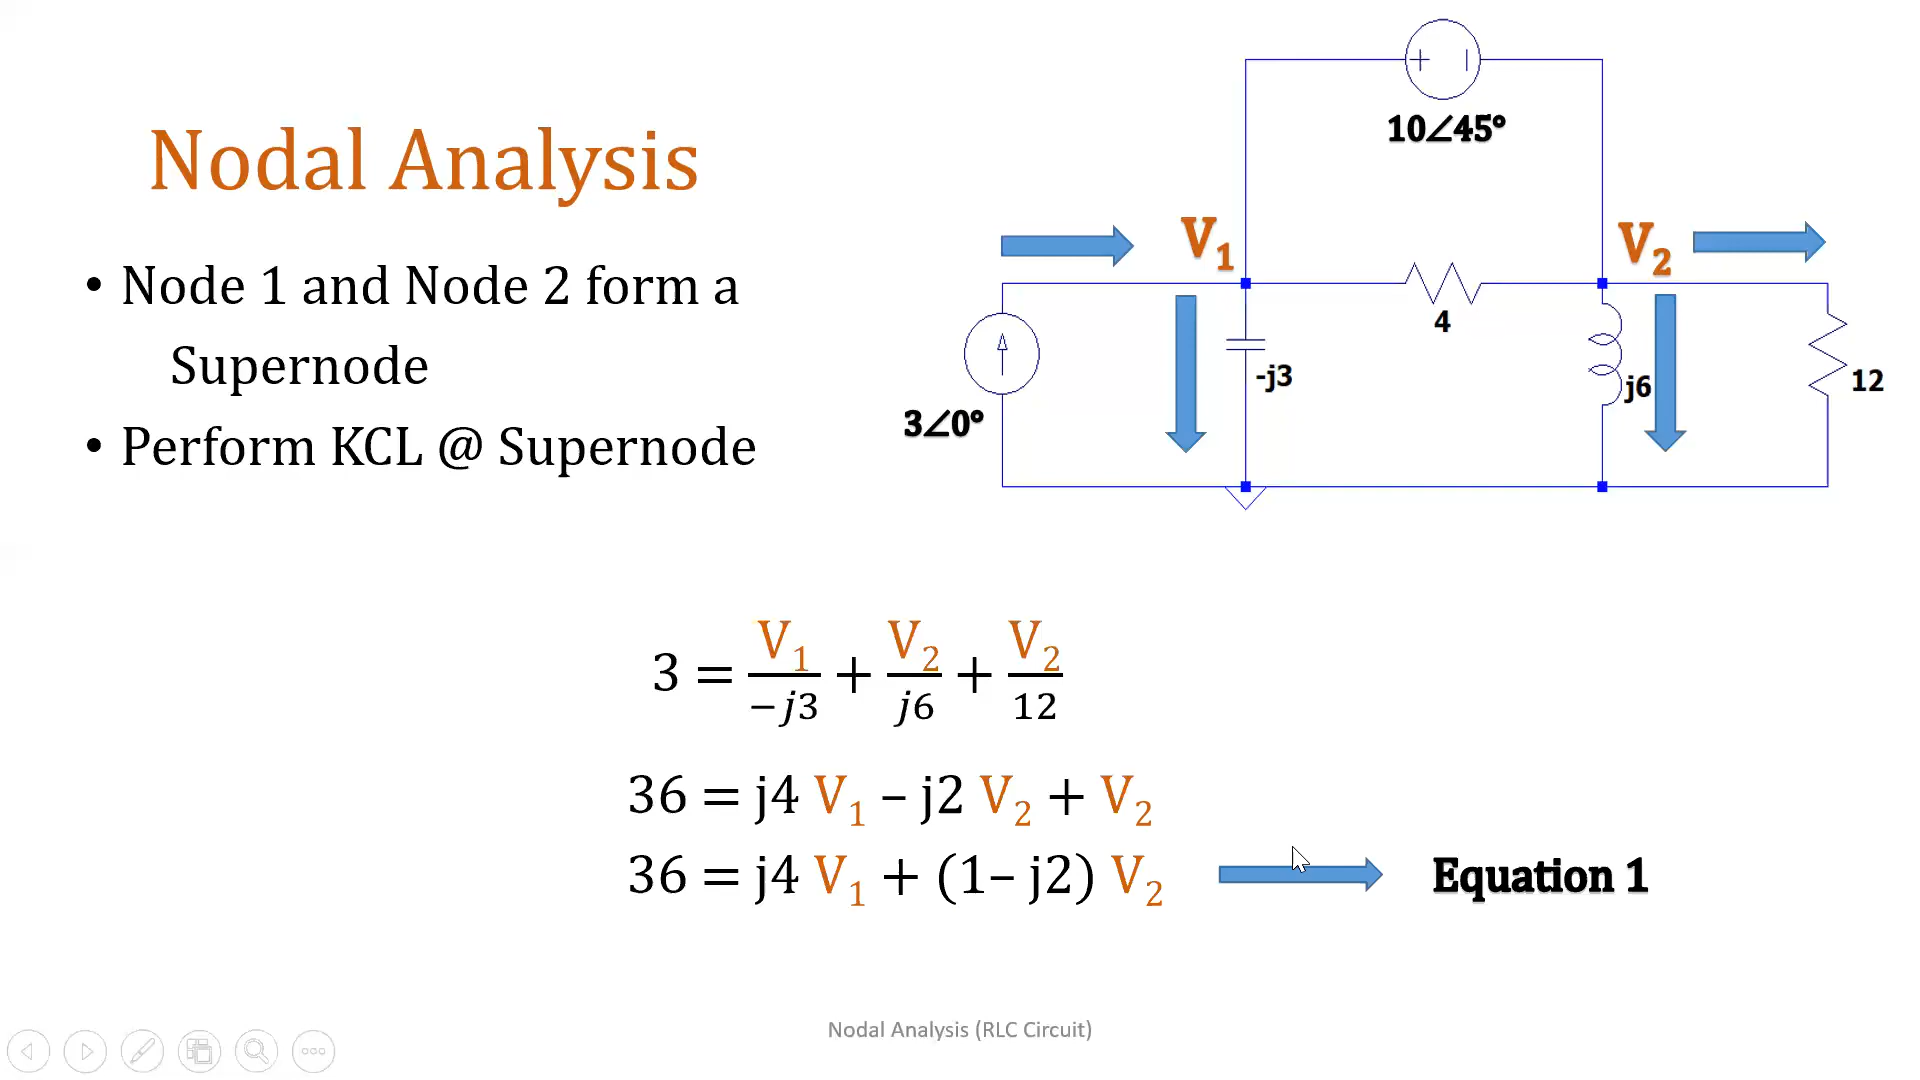 Nodal Analysis
• Node 1 and Node 2 form a
Supernode
• Perform KCL @ Supernode
10∠45°
V₁
V₂
4
-j3
j6
12
3∠0°
3 = V₁/−j3 + V₂/j6 + V₂/12
36 = j4 V₁ – j2 V₂ + V₂
36 = j4 V₁ + (1– j2) V₂
Equation 1
Nodal Analysis (RLC Circuit)